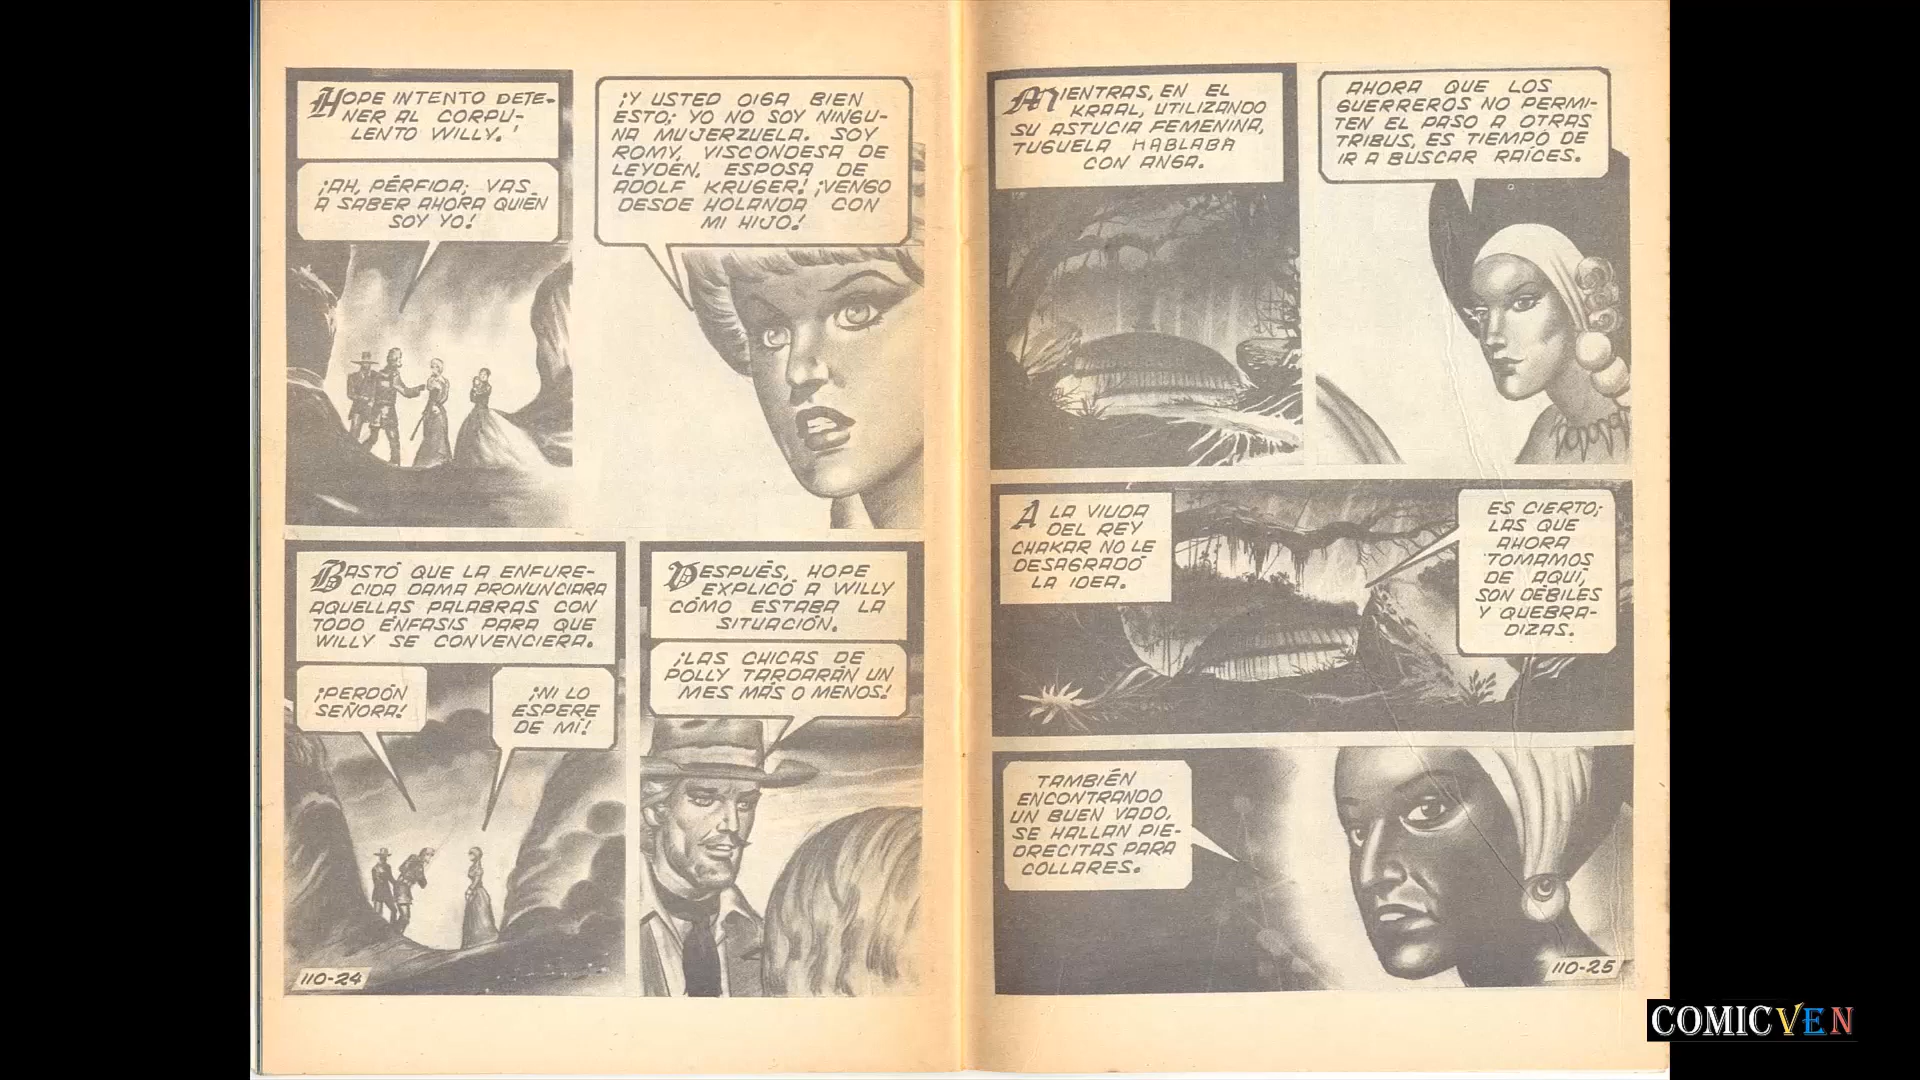 HOPE INTENTO DETE-
NER AL CORPU-
LENTO WILLY.
¡AH, PÉRFIDA; VAS
A SABER AHORA QUIÉN
SOY YO!
¡Y USTED OIGA BIEN
ESTO; YO NO SOY NINGU-
NA MUJERZUELA. SOY
ROMY, VISCONDESA DE
LEYDEN, ESPOSA DE
ADOLF KRUGER! ¡VENGO
DESDE HOLANDA CON
MI HIJO!
BASTÓ QUE LA ENFURE-
CIDA DAMA PRONUNCIARA
AQUELLAS PALABRAS CON
TODO ÉNFASIS PARA QUE
WILLY SE CONVENCIERA.
¡PERDÓN
SEÑORA!
¡NI LO
ESPERE
DE MÍ!
DESPUÉS, HOPE
EXPLICÓ A WILLY
CÓMO ESTABA LA
SITUACIÓN.
¡LAS CHICAS DE
POLLY TARDARÁN UN
MES MÁS O MENOS!
110-24
MIENTRAS, EN EL
KRAAL, UTILIZANDO
SU ASTUCIA FEMENINA,
TUGUELA HABLABA
CON ANGA.
AHORA QUE LOS
GUERREROS NO PERMI-
TEN EL PASO A OTRAS
TRIBUS, ES TIEMPO DE
IR A BUSCAR RAÍCES.
A LA VIUDA
DEL REY
CHAKAR NO LE
DESAGRADÓ
LA IDEA.
ES CIERTO;
LAS QUE
AHORA
TOMAMOS
DE AQUÍ,
SON DÉBILES
Y QUEBRA-
DIZAS.
TAMBIÉN
ENCONTRANDO
UN BUEN VADO,
SE HALLAN PIE-
DRECITAS PARA
COLLARES.
110-25
COMICVEN